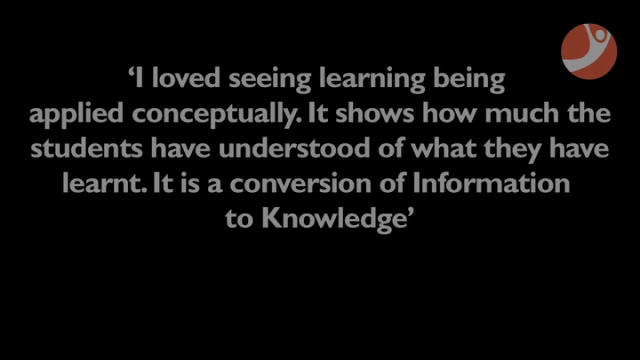 ‘I loved seeing learning being
applied conceptually. It shows how much the
students have understood of what they have
learnt. It is a conversion of Information
to Knowledge’